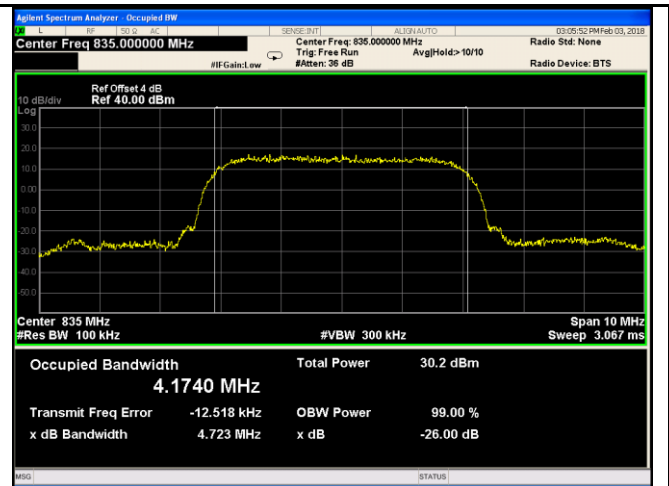 Agilent Spectrum Analyzer - Occupied BW
L RF 50 Ω AC SENSE:INT ALIGN AUTO 03:05:52 PM Feb 03, 2018
Center Freq 835.000000 MHz Center Freq: 835.000000 MHz Radio Std: None
Trig: Free Run Avg|Hold:> 10/10
#IFGain:Low #Atten: 36 dB Radio Device: BTS
Ref Offset 4 dB
10 dB/div Ref 40.00 dBm
Log
30.0
20.0
10.0
0.00
-10.0
-20.0
-30.0
-40.0
-50.0
Center 835 MHz Span 10 MHz
#Res BW 100 kHz #VBW 300 kHz Sweep 3.067 ms
Occupied Bandwidth Total Power 30.2 dBm
4.1740 MHz
Transmit Freq Error -12.518 kHz OBW Power 99.00 %
x dB Bandwidth 4.723 MHz x dB -26.00 dB
MSG STATUS